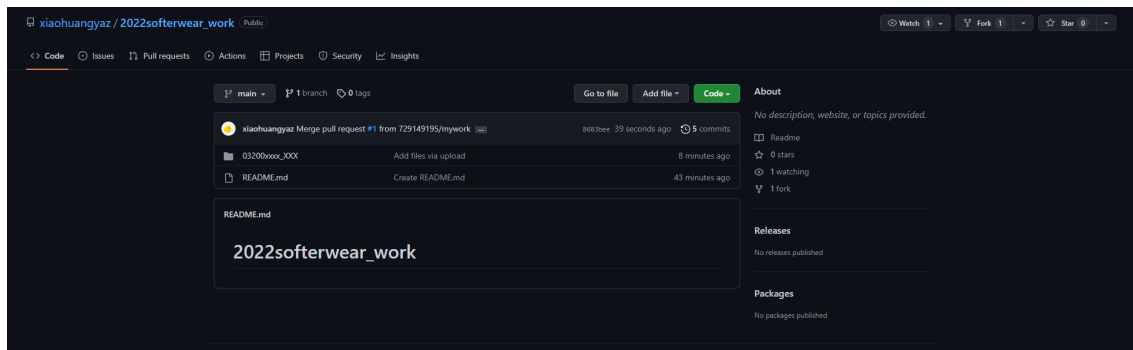 xiaohuangyaz / 2022softerwear_work Public
Watch 1 Fork 1 Star 0
Code Issues Pull requests Actions Projects Security Insights
main 1 branch 0 tags Go to file Add file Code
xiaohuangyaz Merge pull request #1 from 729149195/mywork ... 8683bee 39 seconds ago 5 commits
03200xxxx_XXX Add files via upload 8 minutes ago
README.md Create README.md 43 minutes ago
README.md
2022softerwear_work
About
No description, website, or topics provided.
Readme
0 stars
1 watching
1 fork
Releases
No releases published
Packages
No packages published